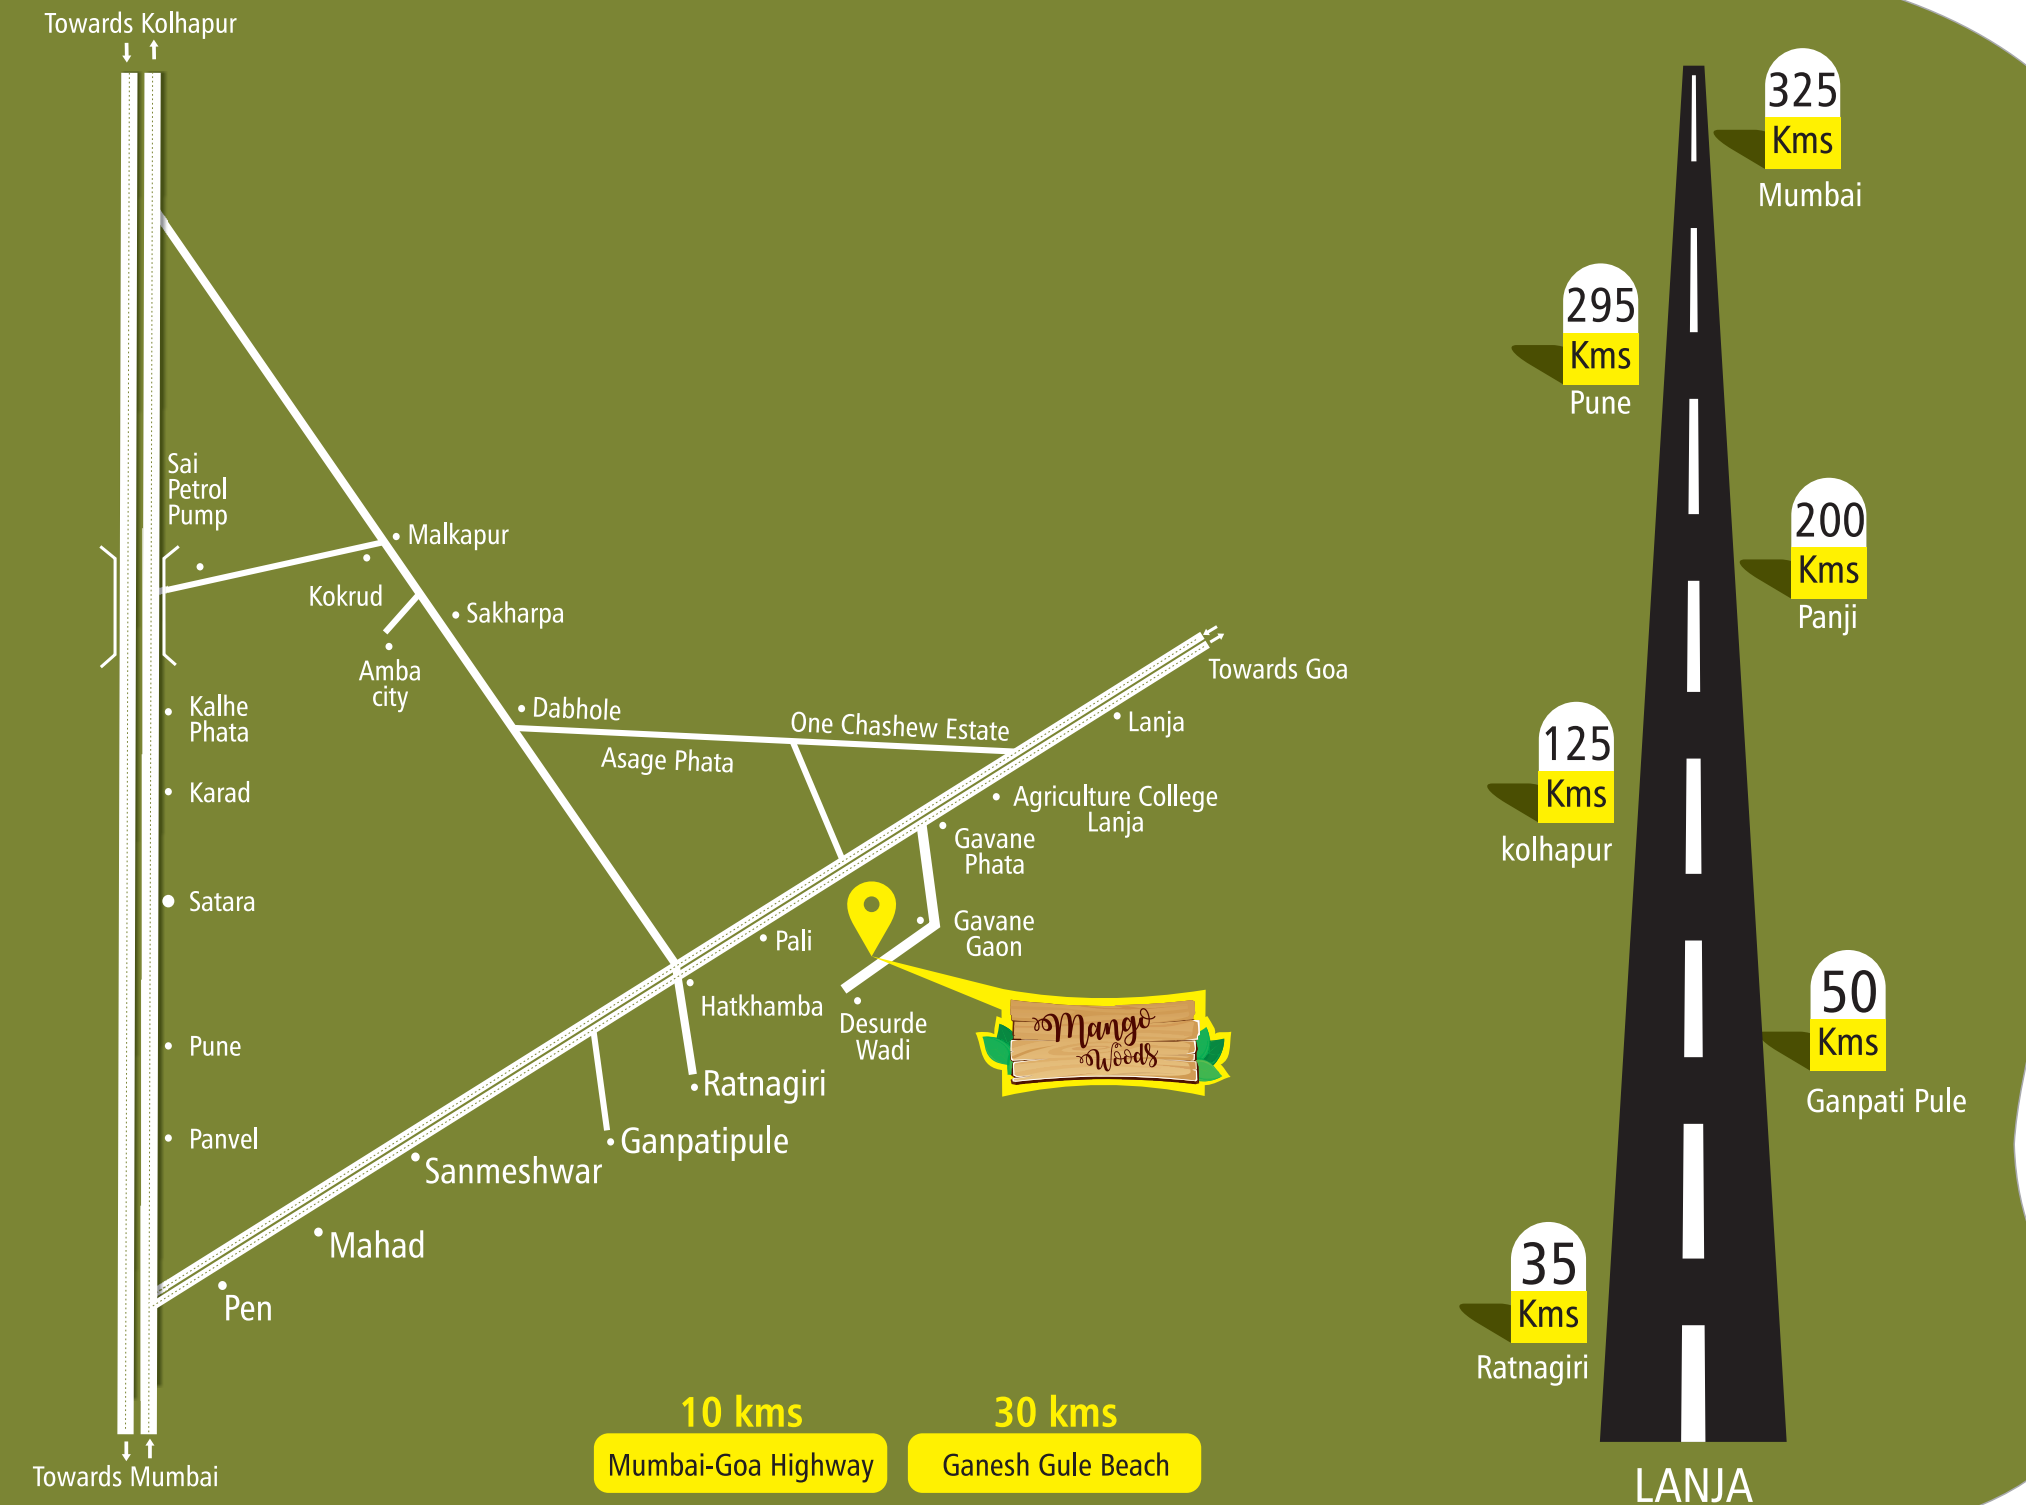 Towards Kolhapur
Sai
Petrol
Pump
Malkapur
Kokrud
Sakharpa
Amba
city
Kalhe
Phata
Dabhole
One Chashew Estate
Asage Phata
Towards Goa
Lanja
Karad
Agriculture College
Lanja
Gavane
Phata
Satara
Pali
Gavane
Gaon
Hatkhamba
Desurde
Wadi
Mango
Woods
Pune
Ratnagiri
Panvel
Ganpatipule
Sanmeshwar
Mahad
Pen
Towards Mumbai
10 kms
Mumbai-Goa Highway
30 kms
Ganesh Gule Beach
325
Kms
Mumbai
295
Kms
Pune
200
Kms
Panji
125
Kms
kolhapur
50
Kms
Ganpati Pule
35
Kms
Ratnagiri
LANJA